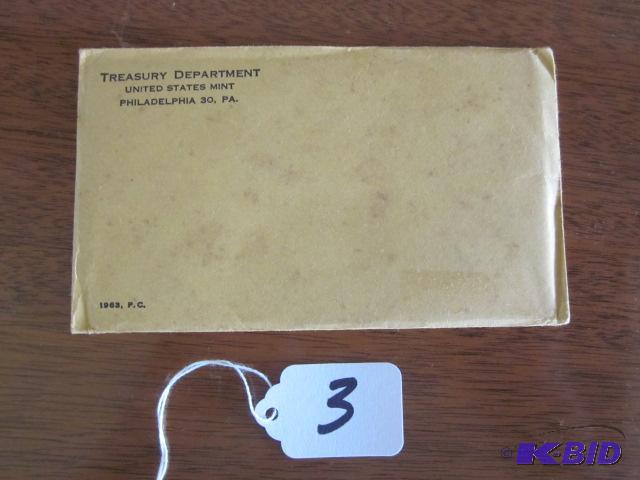 TREASURY DEPARTMENT
UNITED STATES MINT
PHILADELPHIA 30, PA.
1963, P.C.
3
© K-BID